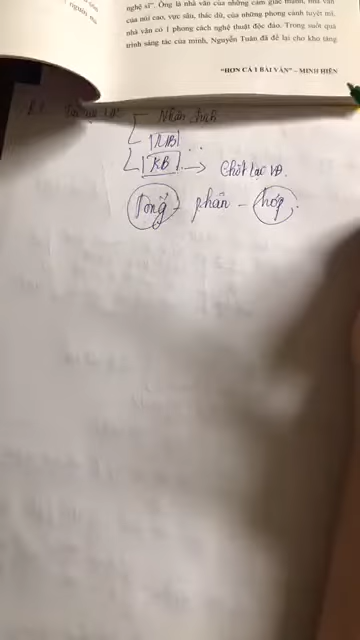 nghệ sĩ". Ông là nhà văn của những cảm giác mạnh, nhà văn
của núi cao, vực sâu, thác dữ, của những phong cảnh tuyệt mĩ.
nhà văn có 1 phong cách nghệ thuật độc đáo. Trong suốt quá
trình sáng tác của mình, Nguyễn Tuân đã để lại cho kho tàng
"HƠN CẢ 1 BÀI VĂN" – MINH HIÊN
Nhân
TB
KB → Chốt lại VĐ.
Tổng - phân - hợp.